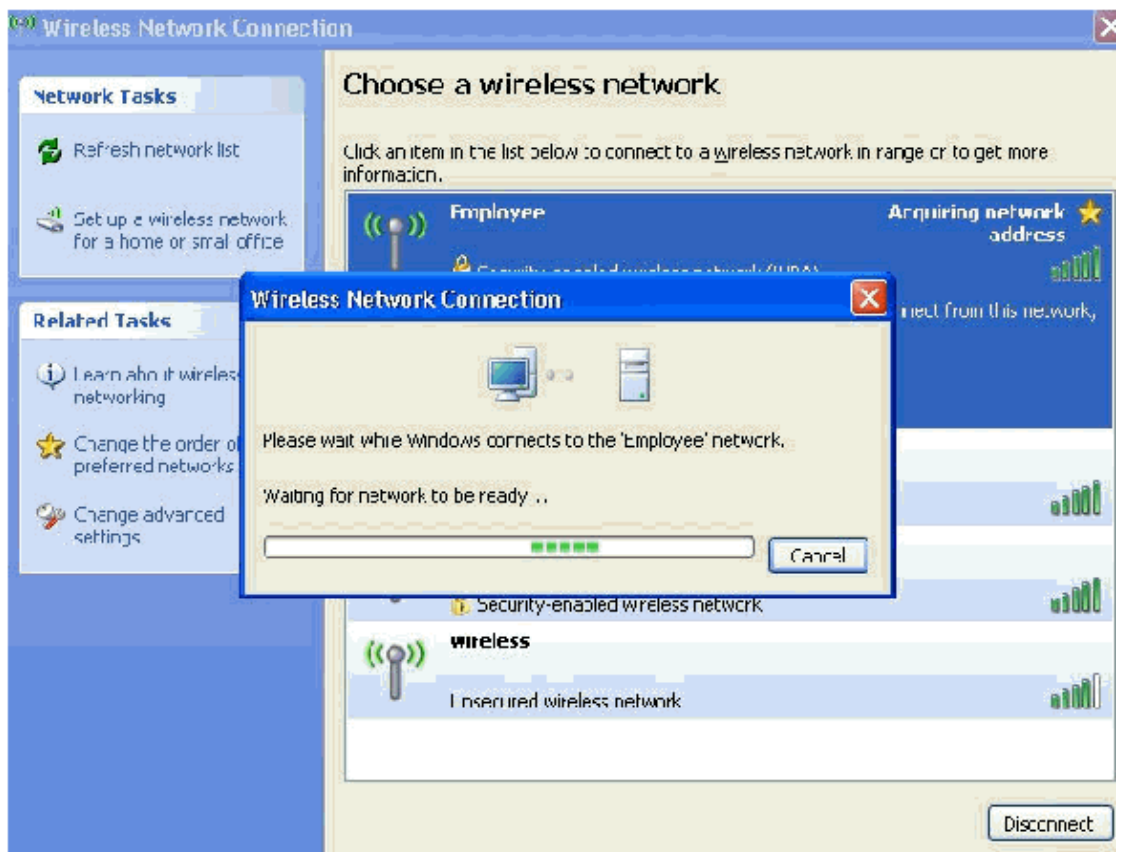 Wireless Network Connection
Network Tasks
Refresh network list
Set up a wireless network
for a home or small office
Related Tasks
Learn about wireless
networking
Change the order of
preferred networks
Change advanced
settings
Choose a wireless network
Click an item in the list below to connect to a wireless network in range or to get more
information.
Employee
Acquiring network
address
Security-enabled wireless network
from this network,
Wireless Network Connection
Please wait while Windows connects to the 'Employee' network.
Waiting for network to be ready ..
Cancel
Security-enabled wireless network
wireless
Unsecured wireless network
Disconnect